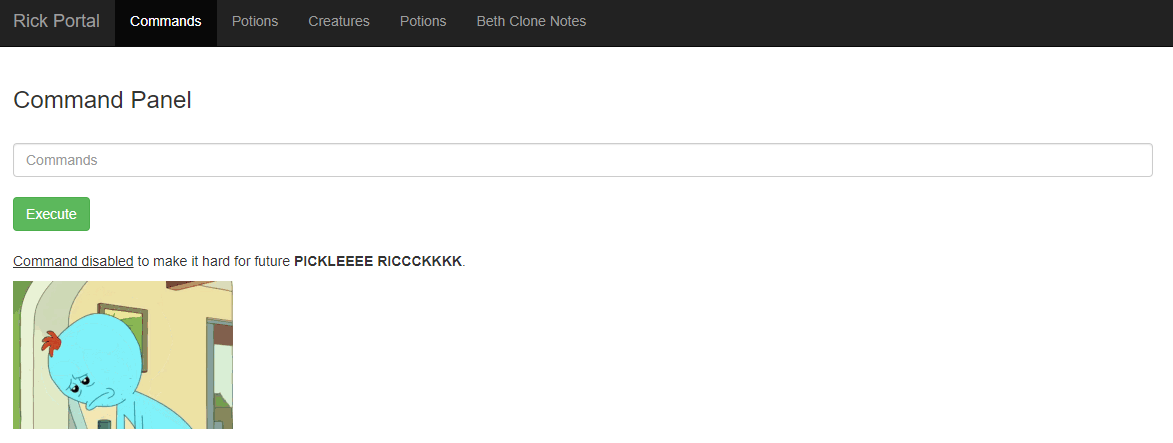 Rick Portal Commands Potions Creatures Potions Beth Clone Notes
Command Panel
Commands
Execute
Command disabled to make it hard for future PICKLEEEE RICCCKKKK.